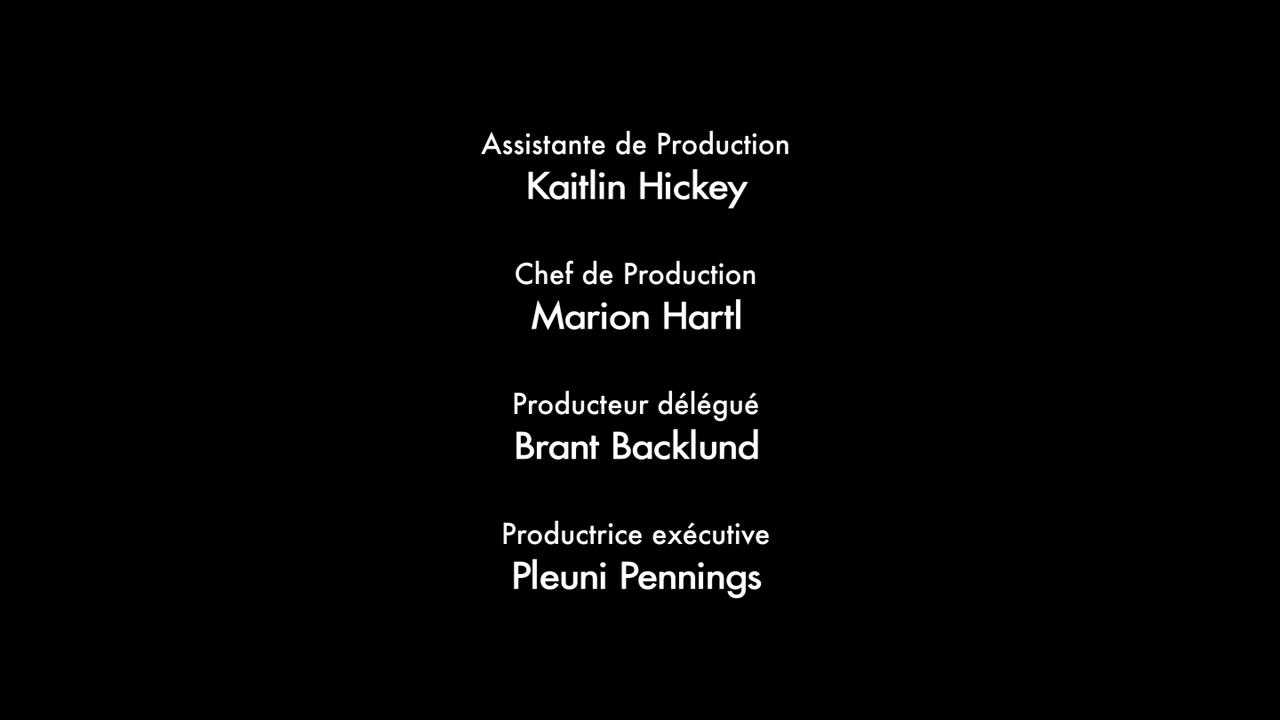 Assistante de Production
Kaitlin Hickey
Chef de Production
Marion Hartl
Producteur délégué
Brant Backlund
Productrice exécutive
Pleuni Pennings